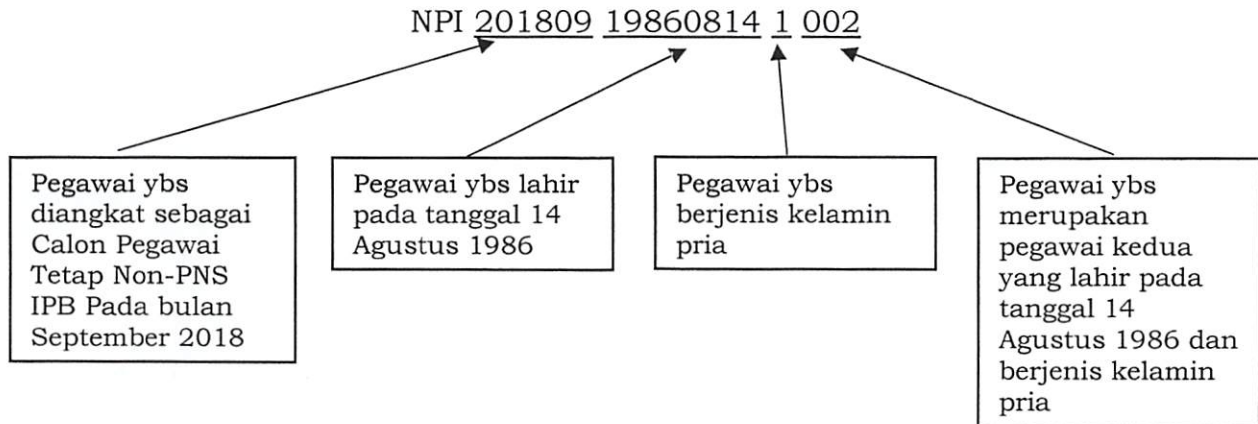 NPI 201809 19860814 1 002
Pegawai ybs
diangkat sebagai
Calon Pegawai
Tetap Non-PNS
IPB Pada bulan
September 2018
Pegawai ybs lahir
pada tanggal 14
Agustus 1986
Pegawai ybs
berjenis kelamin
pria
Pegawai ybs
merupakan
pegawai kedua
yang lahir pada
tanggal 14
Agustus 1986 dan
berjenis kelamin
pria